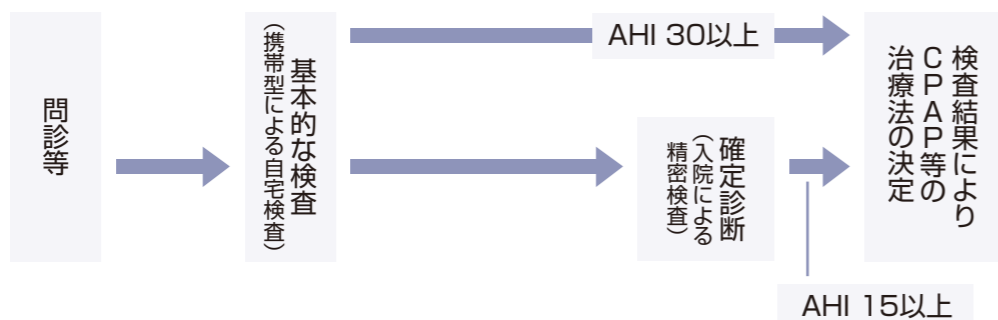 問診等
基本的な検査
（携帯型による自宅検査）
AHI 30以上
確定診断
（入院による
精密検査）
AHI 15以上
検査結果により
CPAP等の
治療法の決定